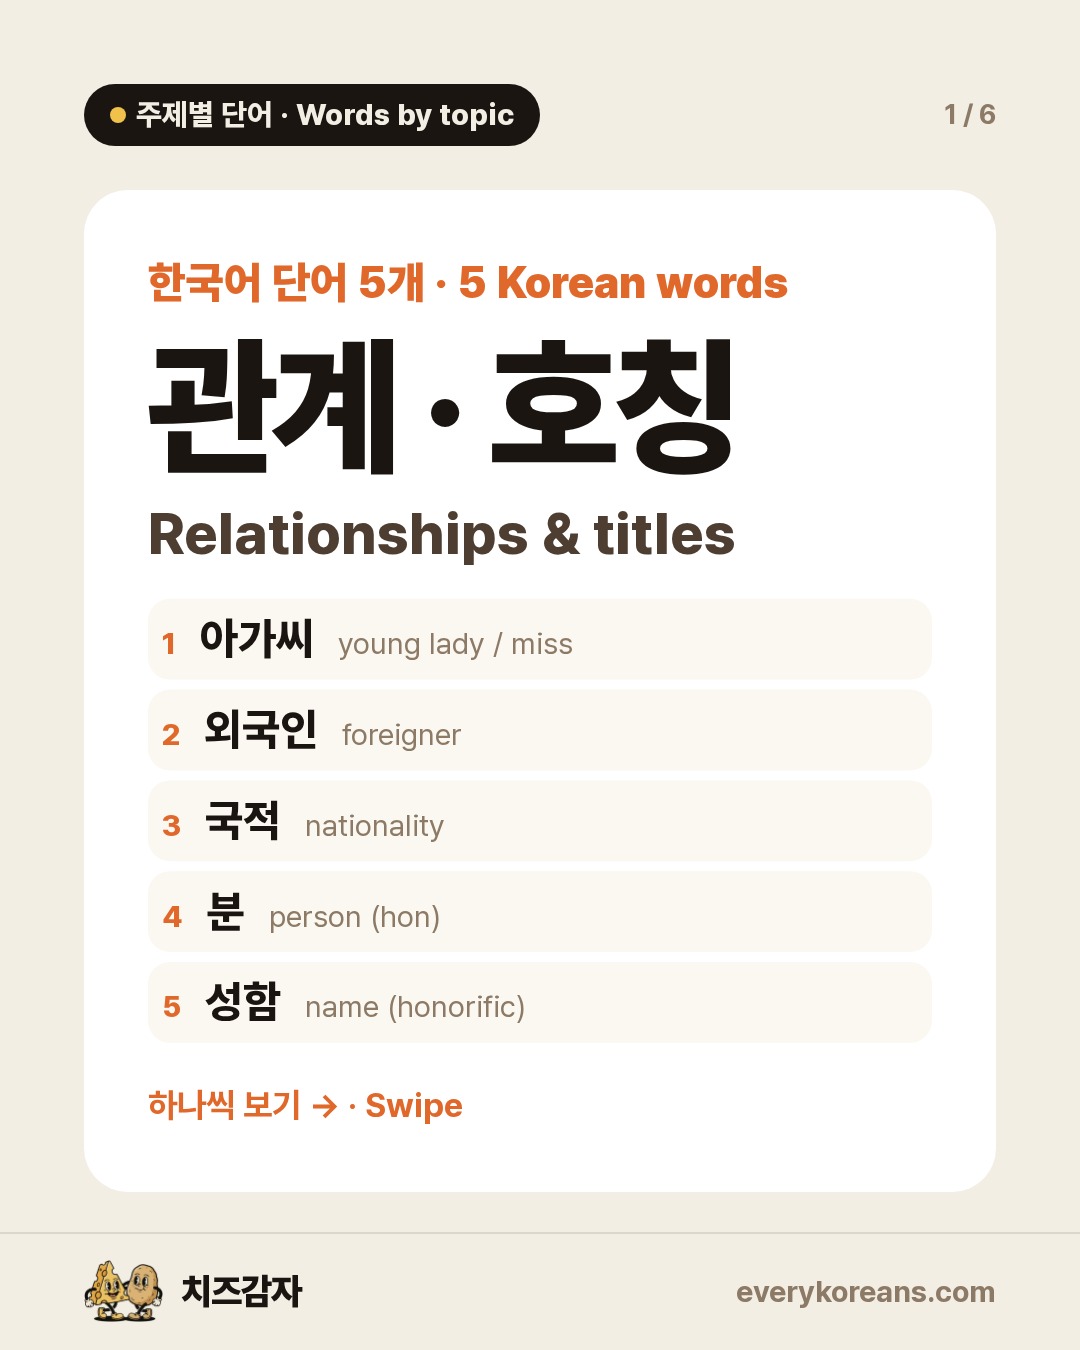 주제별 단어 · Words by topic
1 / 6
한국어 단어 5개 · 5 Korean words
관계 · 호칭
Relationships & titles
1 아가씨 young lady / miss
2 외국인 foreigner
3 국적 nationality
4 분 person (hon)
5 성함 name (honorific)
하나씩 보기 → · Swipe
치즈감자
everykoreans.com